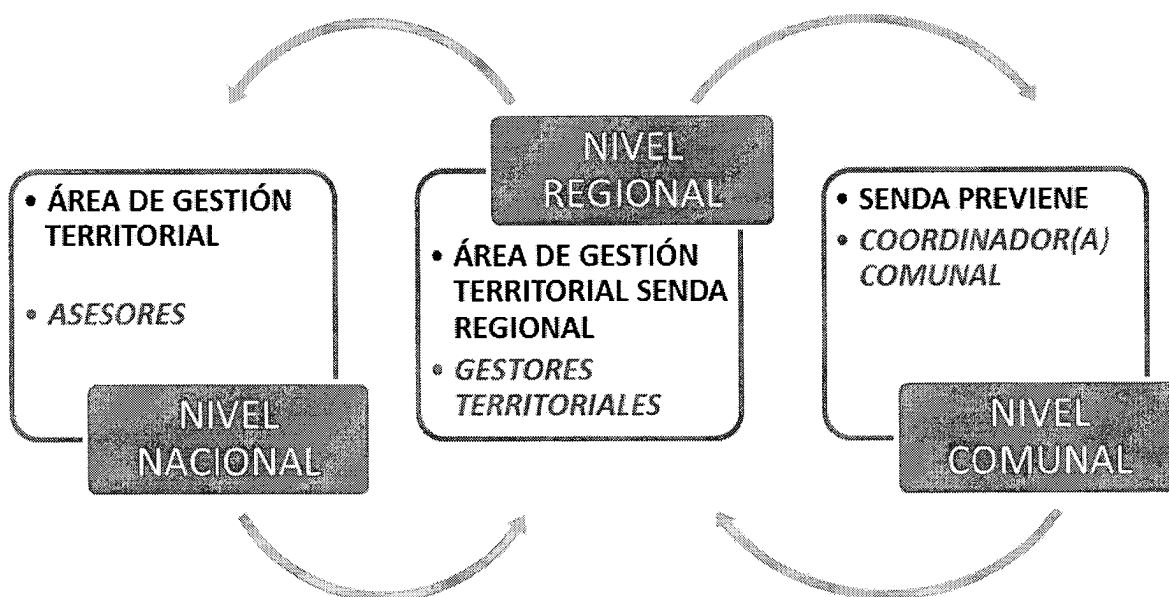 • ÁREA DE GESTIÓN
TERRITORIAL
• ASESORES
NIVEL
NACIONAL
NIVEL
REGIONAL
• ÁREA DE GESTIÓN
TERRITORIAL SENDA
REGIONAL
• GESTORES
TERRITORIALES
• SENDA PREVIENE
• COORDINADOR(A)
COMUNAL
NIVEL
COMUNAL